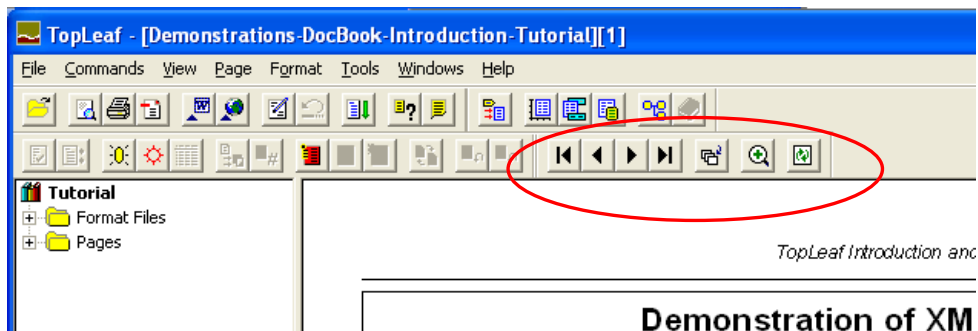 TopLeaf - [Demonstrations-DocBook-Introduction-Tutorial][1]
File Commands View Page Format Tools Windows Help
Tutorial
Format Files
Pages
TopLeaf Introduction and
Demonstration of XM